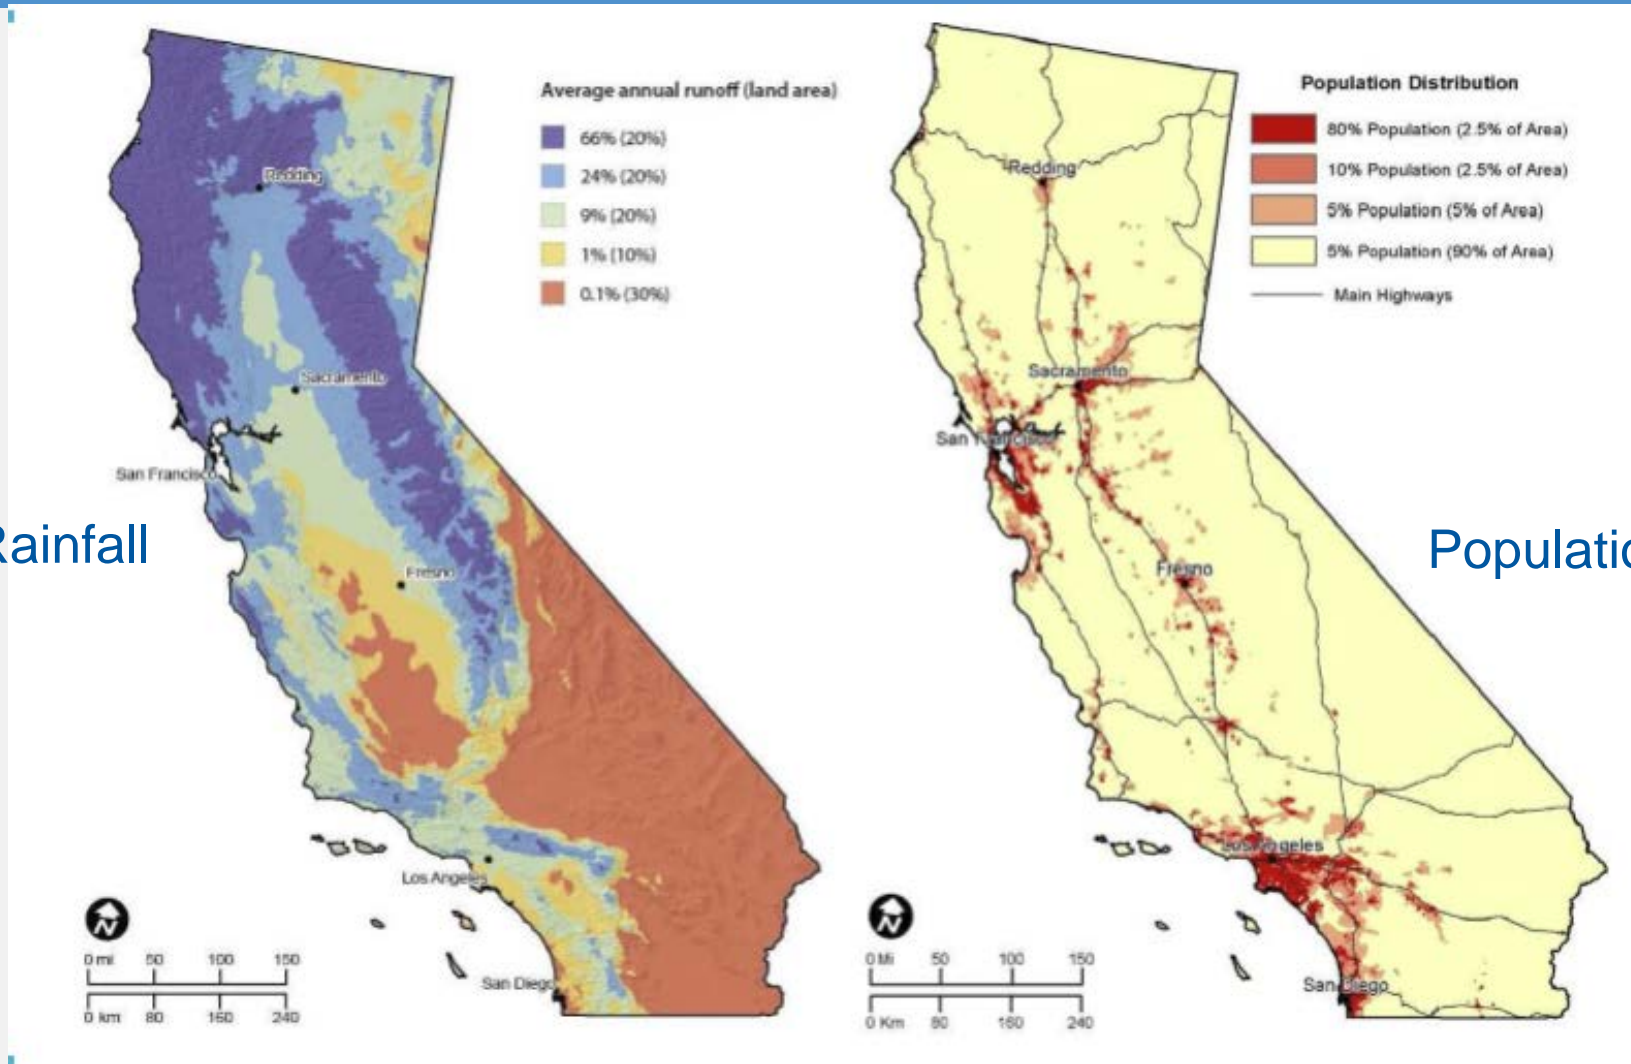 Average annual runoff (land area)
66% (20%)
24% (20%)
9% (20%)
1% (10%)
0.1% (30%)
Redding
Sacramento
San Francisco
Fresno
Los Angeles
San Diego
Rainfall
N
0 mi 50 100 150
0 km 80 160 240
Population Distribution
80% Population (2.5% of Area)
10% Population (2.5% of Area)
5% Population (5% of Area)
5% Population (90% of Area)
Main Highways
Redding
Sacramento
San Francisco
Fresno
Los Angeles
San Diego
Populatio
N
0 Mi 50 100 150
0 Km 80 160 240